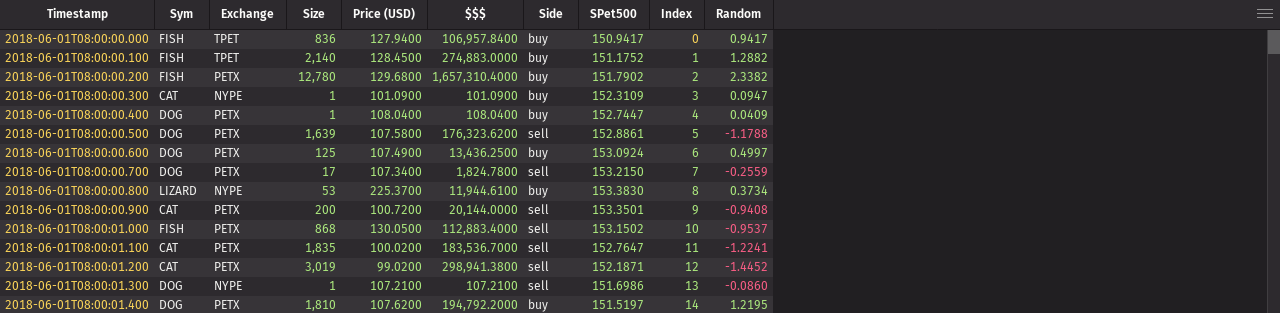 Timestamp Sym Exchange Size Price (USD) $$$ Side SPet500 Index Random
2018-06-01T08:00:00.000 FISH TPET 836 127.9400 106,957.8400 buy 150.9417 0 0.9417
2018-06-01T08:00:00.100 FISH TPET 2,140 128.4500 274,883.0000 buy 151.1752 1 1.2882
2018-06-01T08:00:00.200 FISH PETX 12,780 129.6800 1,657,310.4000 buy 151.7902 2 2.3382
2018-06-01T08:00:00.300 CAT NYPE 1 101.0900 101.0900 buy 152.3109 3 0.0947
2018-06-01T08:00:00.400 DOG PETX 1 108.0400 108.0400 buy 152.7447 4 0.0409
2018-06-01T08:00:00.500 DOG PETX 1,639 107.5800 176,323.6200 sell 152.8861 5 -1.1788
2018-06-01T08:00:00.600 DOG PETX 125 107.4900 13,436.2500 buy 153.0924 6 0.4997
2018-06-01T08:00:00.700 DOG PETX 17 107.3400 1,824.7800 sell 153.2150 7 -0.2559
2018-06-01T08:00:00.800 LIZARD NYPE 53 225.3700 11,944.6100 buy 153.3830 8 0.3734
2018-06-01T08:00:00.900 CAT PETX 200 100.7200 20,144.0000 sell 153.3501 9 -0.9408
2018-06-01T08:00:01.000 FISH PETX 868 130.0500 112,883.4000 sell 153.1502 10 -0.9537
2018-06-01T08:00:01.100 CAT PETX 1,835 100.0200 183,536.7000 sell 152.7647 11 -1.2241
2018-06-01T08:00:01.200 CAT PETX 3,019 99.0200 298,941.3800 sell 152.1871 12 -1.4452
2018-06-01T08:00:01.300 DOG NYPE 1 107.2100 107.2100 sell 151.6986 13 -0.0860
2018-06-01T08:00:01.400 DOG PETX 1,810 107.6200 194,792.2000 buy 151.5197 14 1.2195